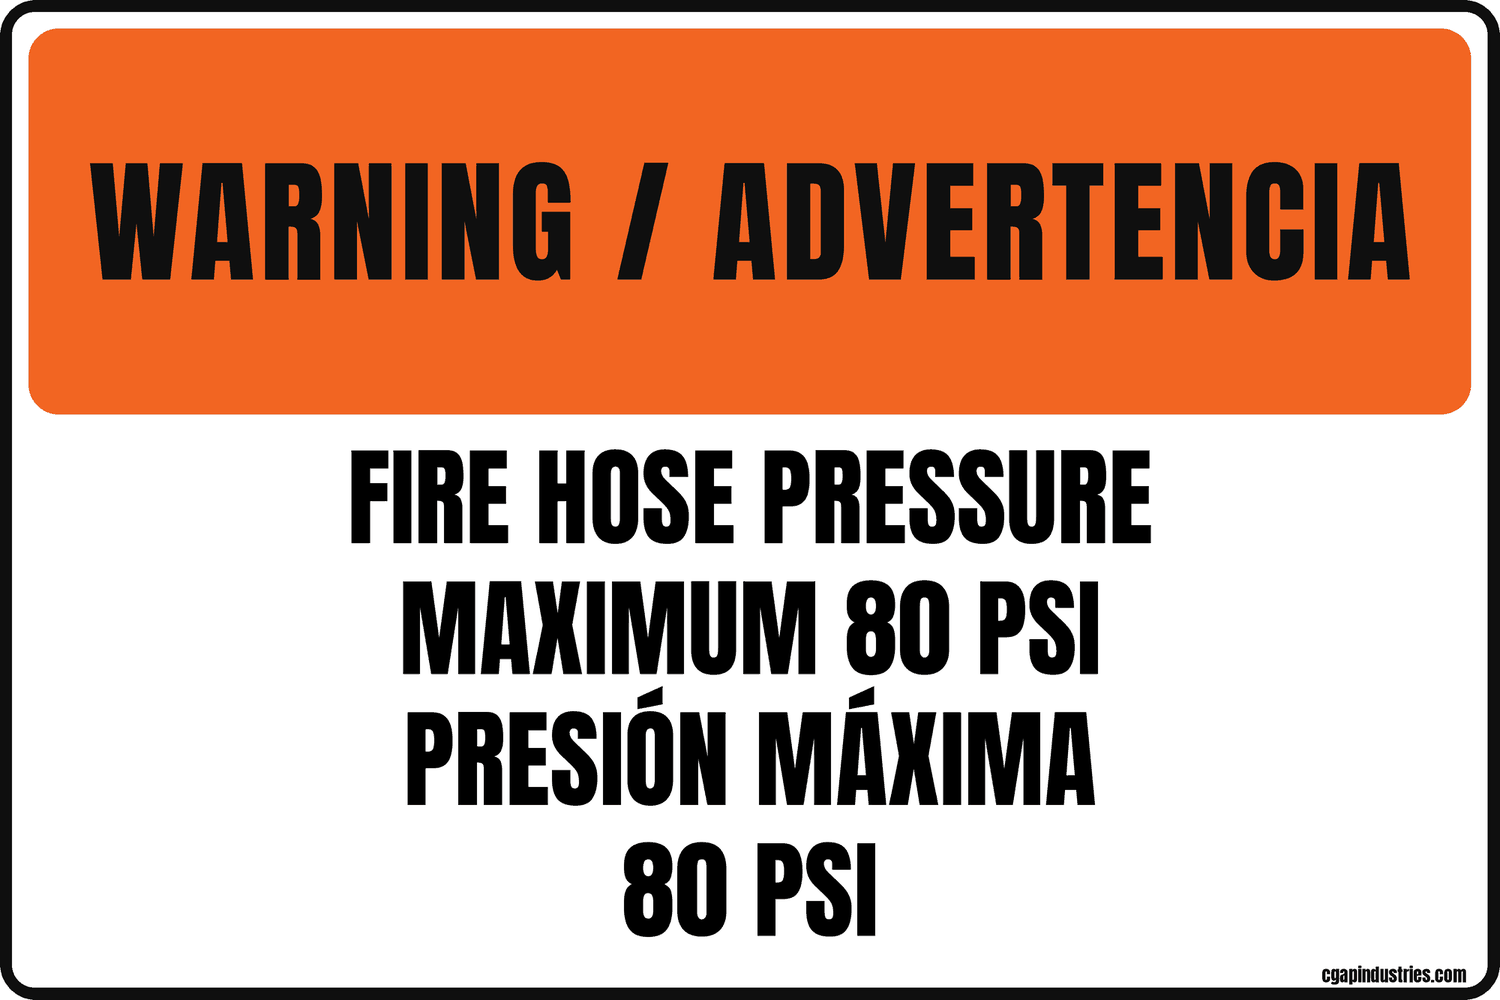 WARNING / ADVERTENCIA
FIRE HOSE PRESSURE
MAXIMUM 80 PSI
PRESIÓN MÁXIMA
80 PSI
cgapindustries.com